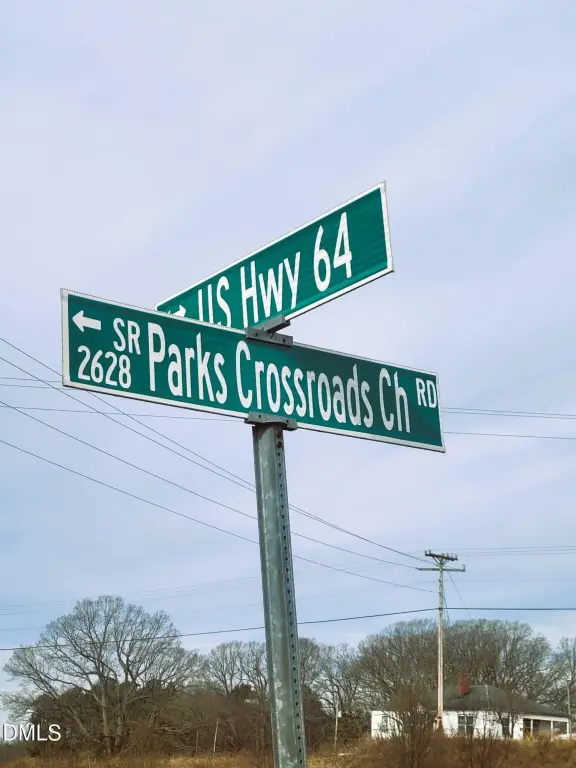 US Hwy 64
SR
2628
Parks Crossroads Ch RD
DMLS